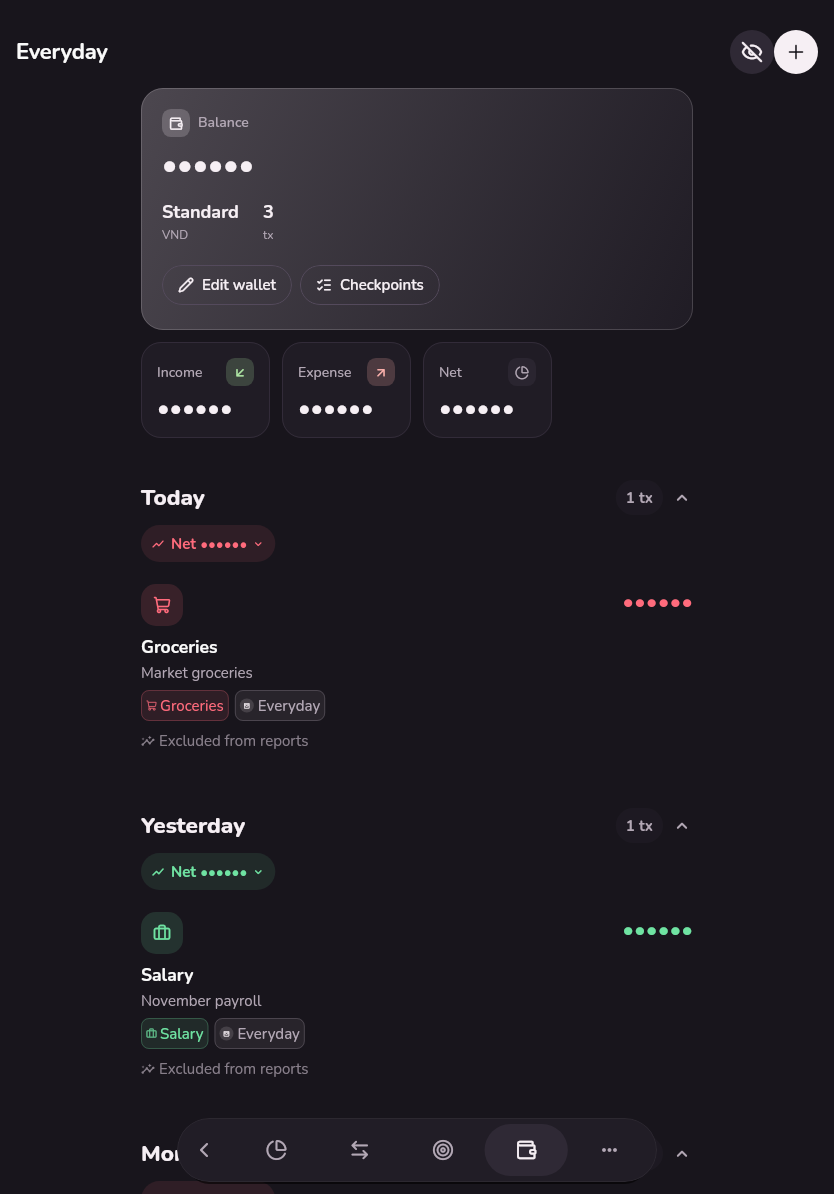 Everyday
Balance
••••••
Standard 3
VND tx
Edit wallet Checkpoints
Income Expense Net
•••••• •••••• ••••••
Today 1 tx
Net ••••••
••••••
Groceries
Market groceries
Groceries Everyday
Excluded from reports
Yesterday 1 tx
Net ••••••
••••••
Salary
November payroll
Salary Everyday
Excluded from reports